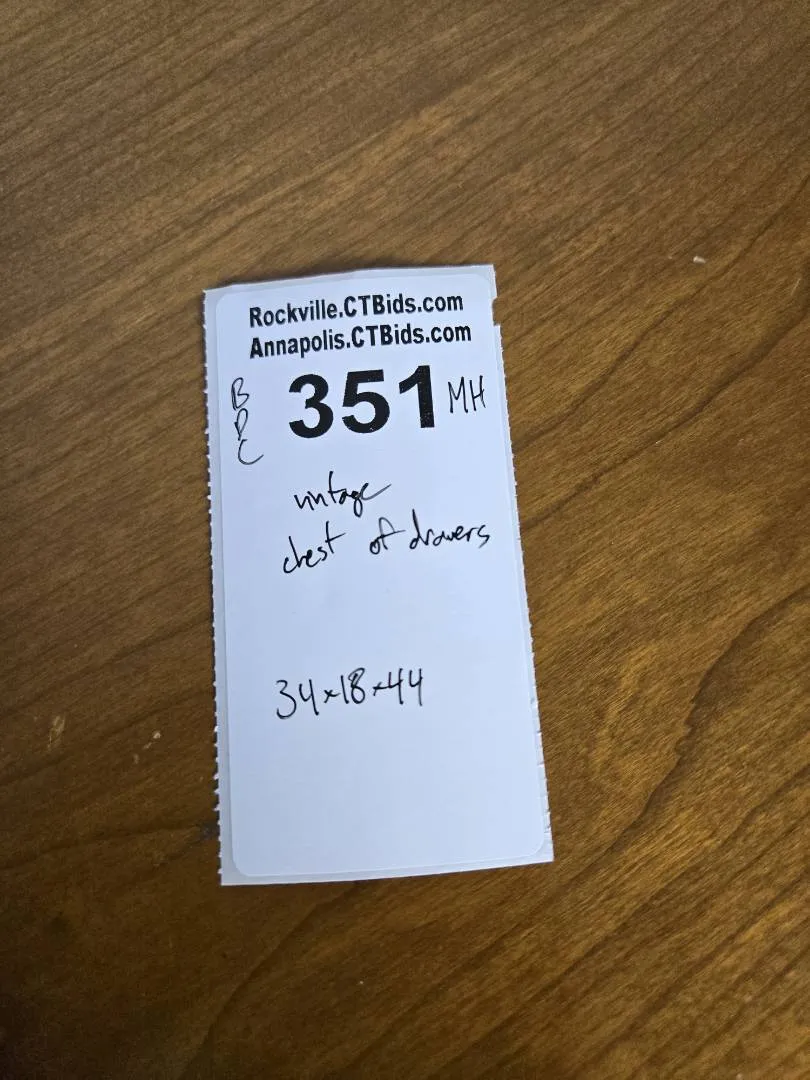 Rockville.CTBids.com
Annapolis.CTBids.com
B
D
C
351 MH
vintage
chest of drawers
34x18x44